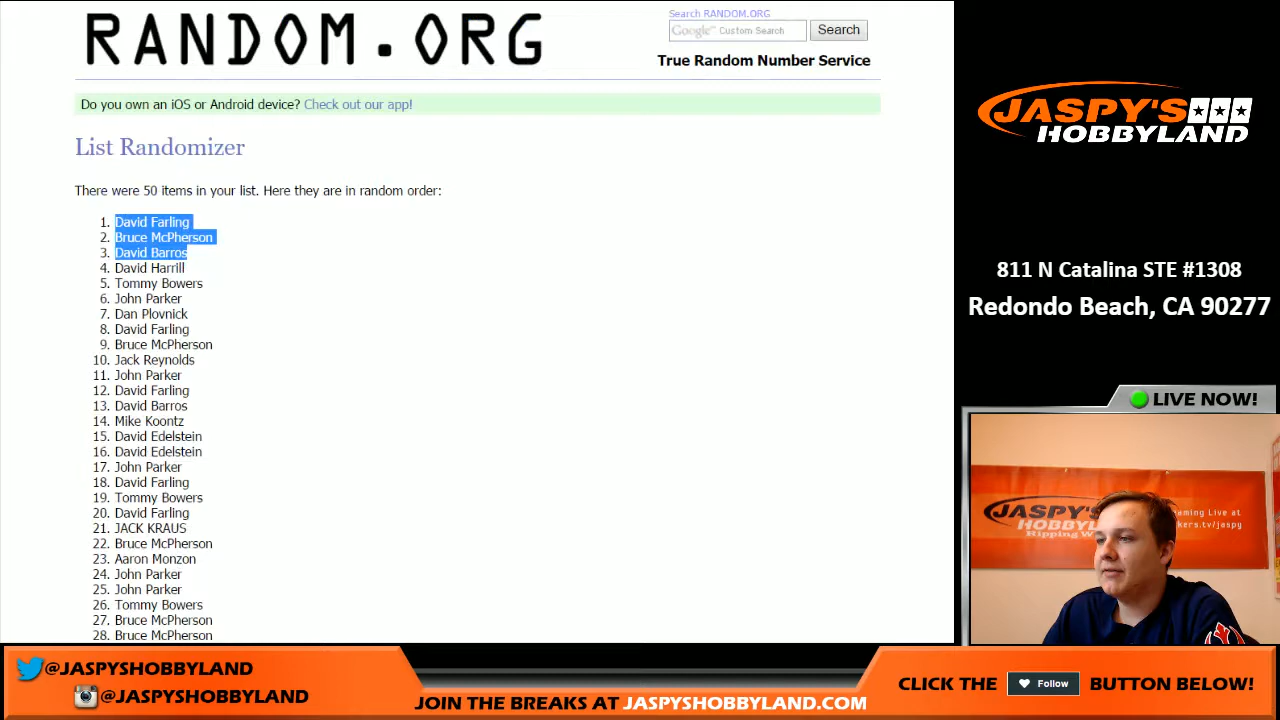 RANDOM.ORG
Search RANDOM.ORG
Google™ Custom Search
Search
True Random Number Service
Do you own an iOS or Android device? Check out our app!
List Randomizer
There were 50 items in your list. Here they are in random order:
1. David Farling
2. Bruce McPherson
3. David Barros
4. David Harrill
5. Tommy Bowers
6. John Parker
7. Dan Plovnick
8. David Farling
9. Bruce McPherson
10. Jack Reynolds
11. John Parker
12. David Farling
13. David Barros
14. Mike Koontz
15. David Edelstein
16. David Edelstein
17. John Parker
18. David Farling
19. Tommy Bowers
20. David Farling
21. JACK KRAUS
22. Bruce McPherson
23. Aaron Monzon
24. John Parker
25. John Parker
26. Tommy Bowers
27. Bruce McPherson
28. Bruce McPherson
JASPY'S
HOBBYLAND
811 N Catalina STE #1308
Redondo Beach, CA 90277
LIVE NOW!
JASPY'S
Live at
@JASPYSHOBBYLAND
@JASPYSHOBBYLAND
JOIN THE BREAKS AT JASPYSHOBBYLAND.COM
CLICK THE Follow BUTTON BELOW!